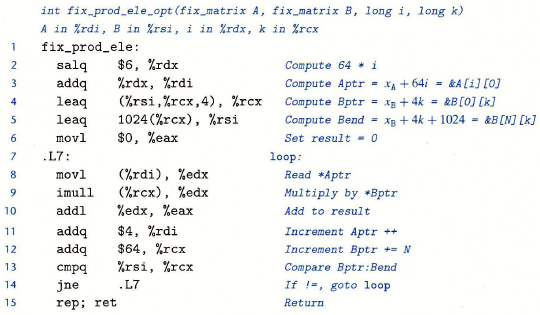 int fix_prod_ele_opt(fix_matrix A, fix_matrix B, long i, long k)
A in %rdi, B in %rsi, i in %rdx, k in %rcx
1 fix_prod_ele:
2 salq $6, %rdx Compute 64 * i
3 addq %rdx, %rdi Compute Aptr = xA + 64i = &A[i][0]
4 leaq (%rsi,%rcx,4), %rcx Compute Bptr = xB + 4k = &B[0][k]
5 leaq 1024(%rcx), %rsi Compute Bend = xB + 4k + 1024 = &B[N][k]
6 movl $0, %eax Set result = 0
7 .L7: loop:
8 movl (%rdi), %edx Read *Aptr
9 imull (%rcx), %edx Multiply by *Bptr
10 addl %edx, %eax Add to result
11 addq $4, %rdi Increment Aptr ++
12 addq $64, %rcx Increment Bptr += N
13 cmpq %rsi, %rcx Compare Bptr:Bend
14 jne .L7 If !=, goto loop
15 rep; ret Return